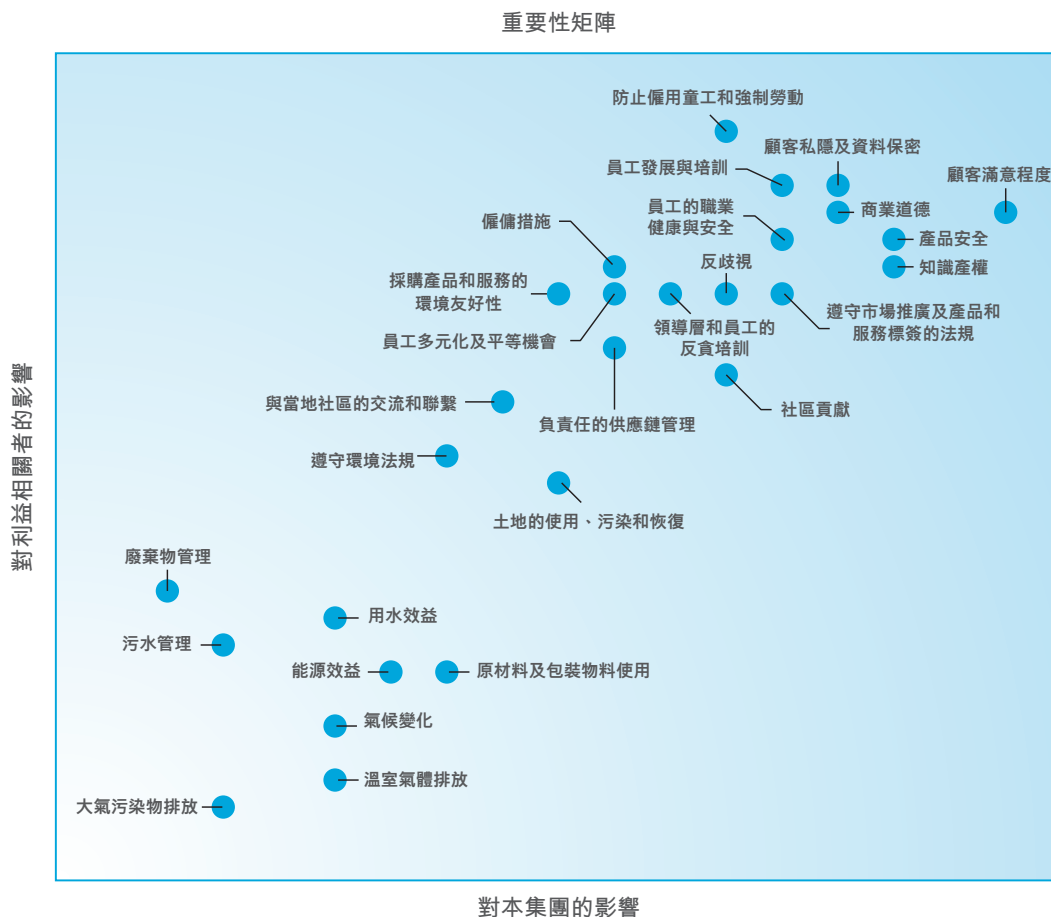 重要性矩陣
防止僱用童工和強制勞動
顧客私隱及資料保密
員工發展與培訓
顧客滿意程度
員工的職業
健康與安全
商業道德
僱傭措施
產品安全
反歧視
知識產權
採購產品和服務的
環境友好性
遵守市場推廣及產品和
服務標簽的法規
領導層和員工的
反貪培訓
員工多元化及平等機會
與當地社區的交流和聯繫
社區貢獻
負責任的供應鏈管理
遵守環境法規
土地的使用、污染和恢復
對利益相關者的影響
廢棄物管理
用水效益
污水管理
能源效益
原材料及包裝物料使用
氣候變化
溫室氣體排放
大氣污染物排放
對本集團的影響